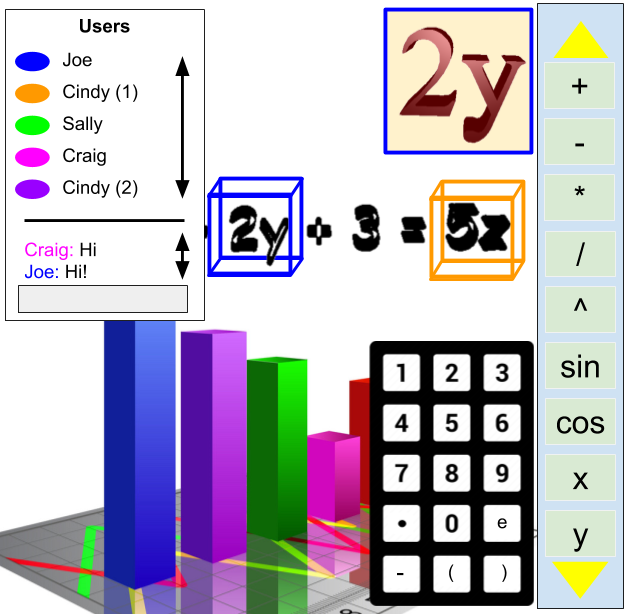 Users
Joe
Cindy (1)
Sally
Craig
Cindy (2)
Craig: Hi
Joe: Hi!
2y
2y + 3 = 5z
+
-
*
/
^
sin
cos
x
y
1 2 3
4 5 6
7 8 9
• 0 e
- ( )